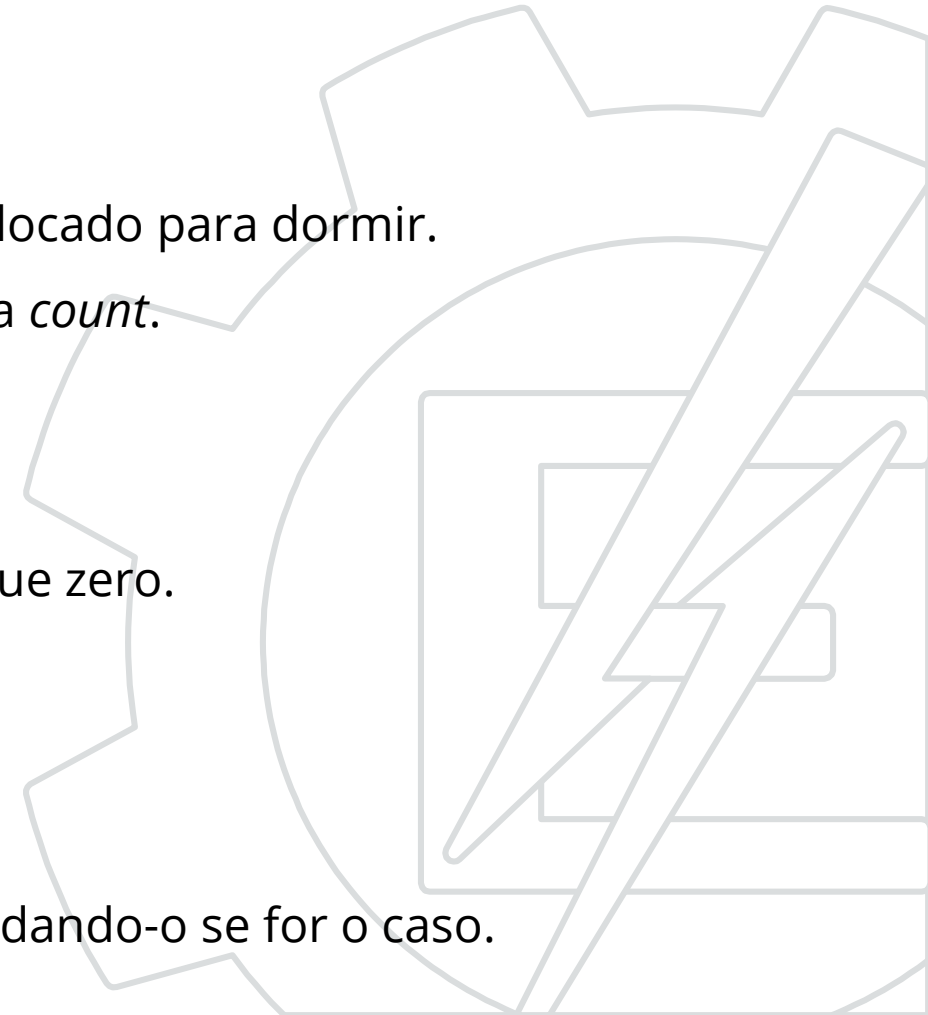 locado para dormir.
a count.
ue zero.
dando-o se for o caso.